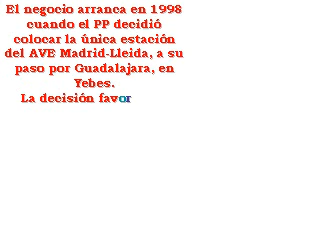 El negocio arranca en 1998
cuando el PP decidió
colocar la única estación
del AVE Madrid-Lleida, a su
paso por Guadalajara, en
Yebes.
La decisión favor